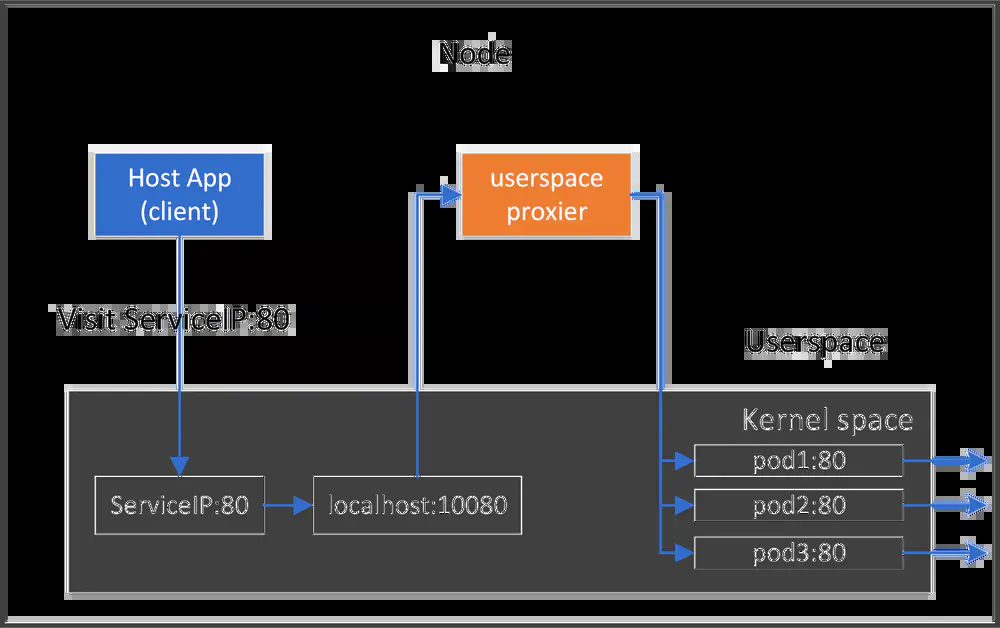 Node
Host App
(client)
userspace
proxier
Visit ServiceIP:80
Userspace
Kernel space
ServiceIP:80
localhost:10080
pod1:80
pod2:80
pod3:80